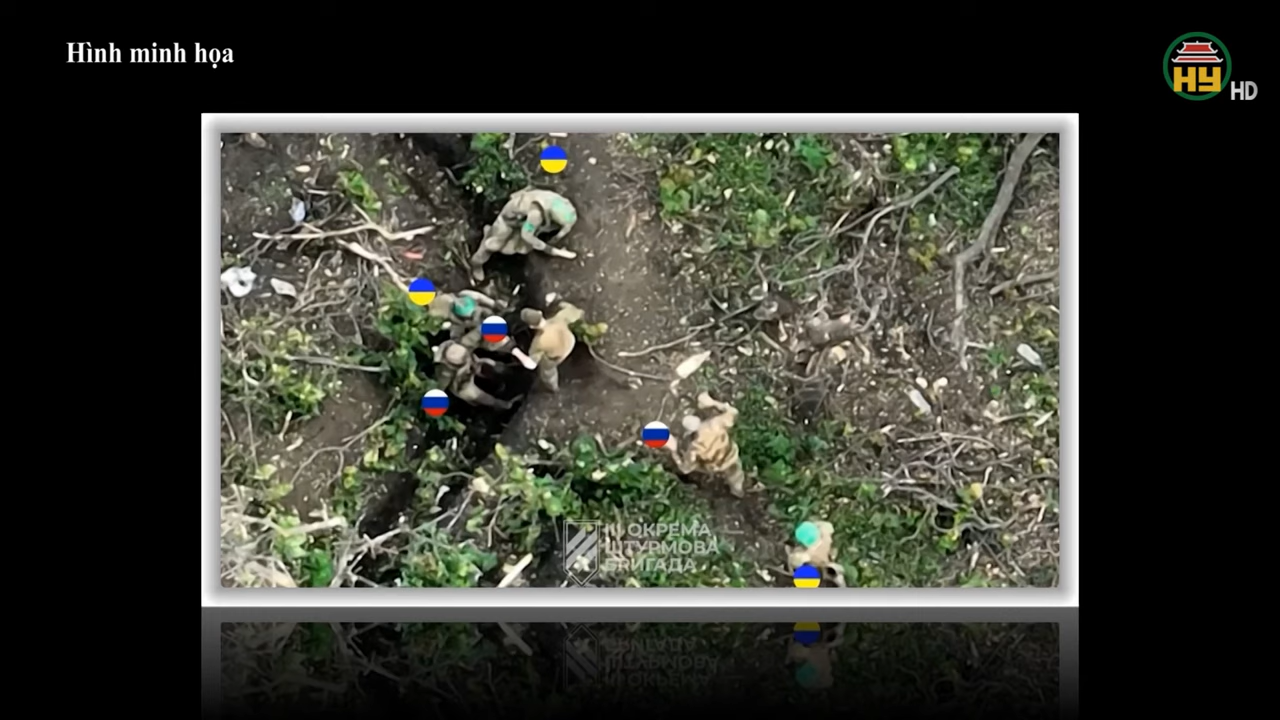 Hình minh họa
HY
HD
III ОКРЕМА
ШТУРМОВА
БРИГАДА